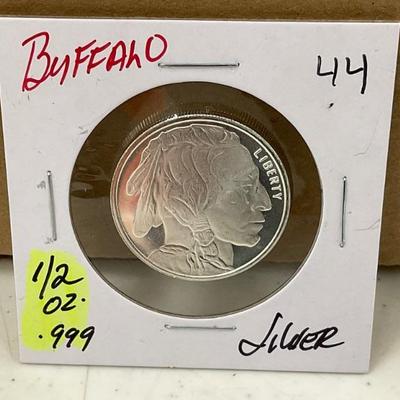 BUFFALO
44
LIBERTY
1/2
OZ.
.999
SILVER